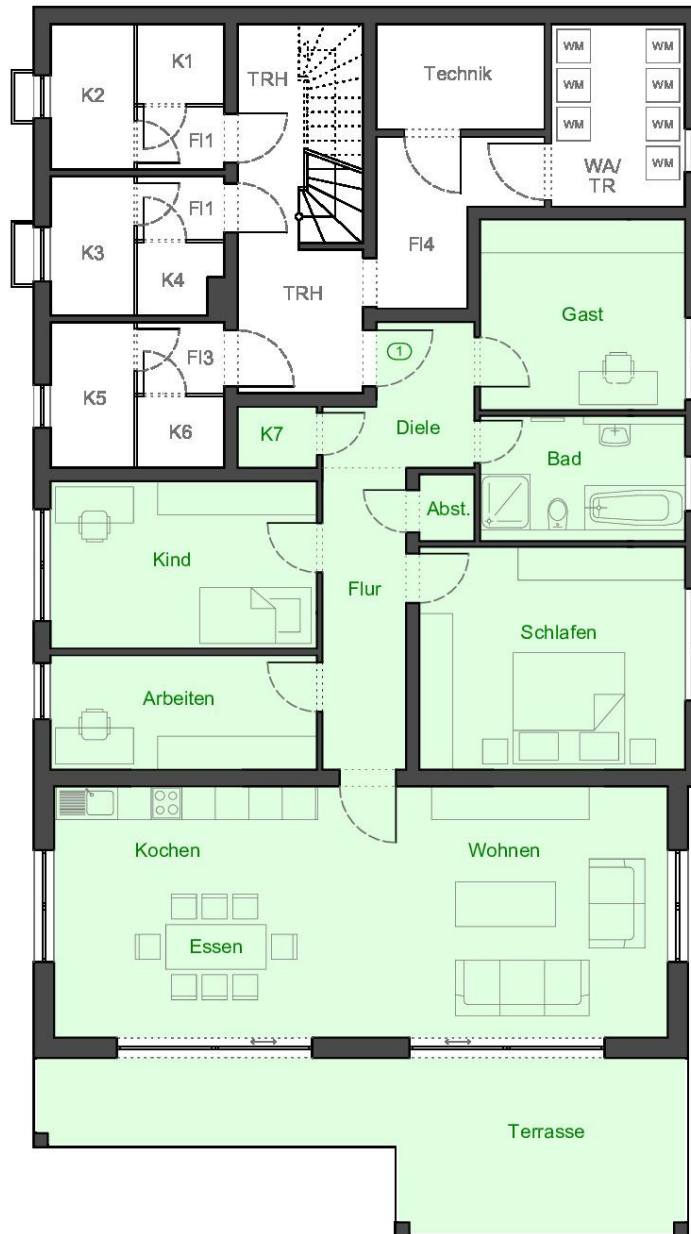 K1
K2
TRH
Technik
WM
WM
WM
WM
WM
WM
WM
Fl1
WA/
TR
Fl1
K3
K4
Fl4
TRH
Gast
1
Fl3
K5
K6
K7
Diele
Bad
Abst.
Kind
Flur
Schlafen
Arbeiten
Kochen
Wohnen
Essen
Terrasse